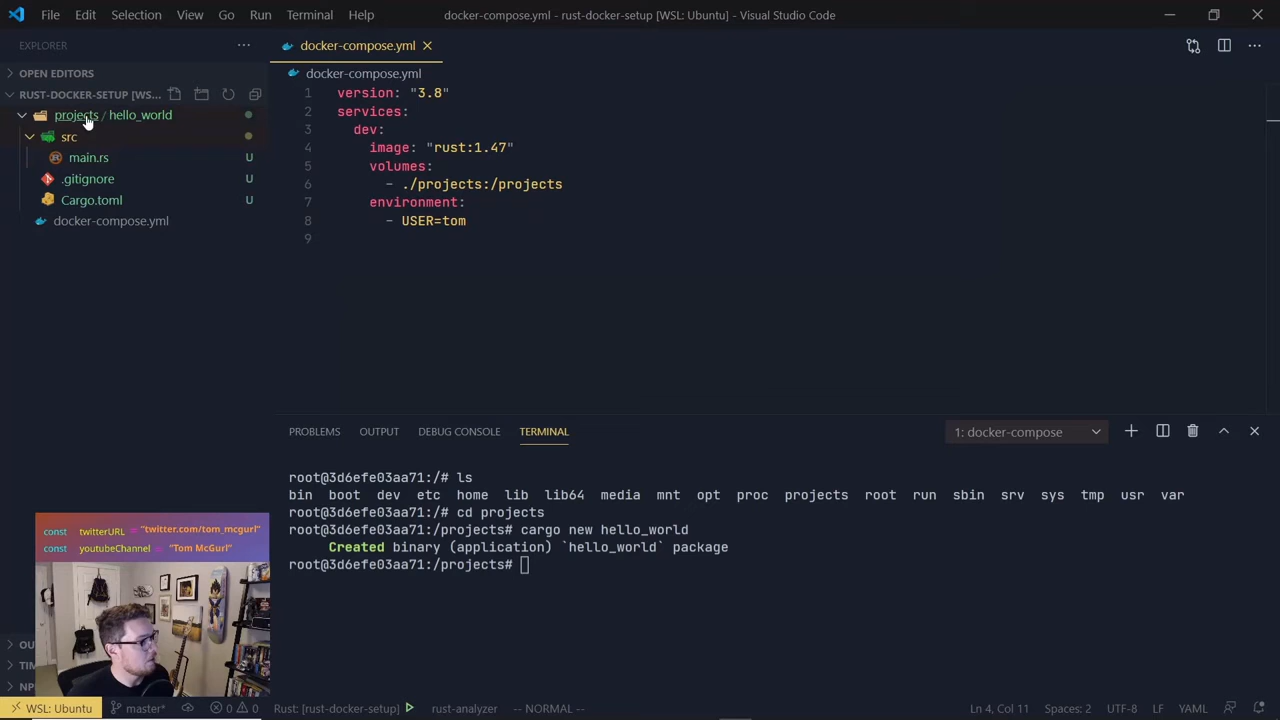 File Edit Selection View Go Run Terminal Help
docker-compose.yml - rust-docker-setup [WSL: Ubuntu] - Visual Studio Code
EXPLORER
OPEN EDITORS
RUST-DOCKER-SETUP [WS...
projects / hello_world
src
main.rs U
.gitignore U
Cargo.toml U
docker-compose.yml
docker-compose.yml
docker-compose.yml
1 version: "3.8"
2 services:
3 dev:
4 image: "rust:1.47"
5 volumes:
6 - ./projects:/projects
7 environment:
8 - USER=tom
9
PROBLEMS OUTPUT DEBUG CONSOLE TERMINAL
1: docker-compose
root@3d6efe03aa71:/# ls
bin boot dev etc home lib lib64 media mnt opt proc projects root run sbin srv sys tmp usr var
root@3d6efe03aa71:/# cd projects
root@3d6efe03aa71:/projects# cargo new hello_world
Created binary (application) `hello_world` package
root@3d6efe03aa71:/projects#
const twitterURL = "twitter.com/tom_mcgurl"
const youtubeChannel = "Tom McGurl"
OU
TIM
NP
WSL: Ubuntu master* 0 0 Rust: [rust-docker-setup] rust-analyzer -- NORMAL -- Ln 4, Col 11 Spaces: 2 UTF-8 LF YAML